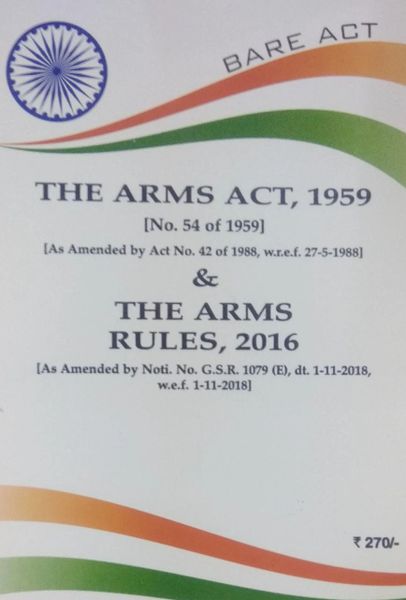 BARE ACT
THE ARMS ACT, 1959
[No. 54 of 1959]
[As Amended by Act No. 42 of 1988, w.r.e.f. 27-5-1988]
&
THE ARMS
RULES, 2016
[As Amended by Noti. No. G.S.R. 1079 (E), dt. 1-11-2018,
w.e.f. 1-11-2018]
₹ 270/-